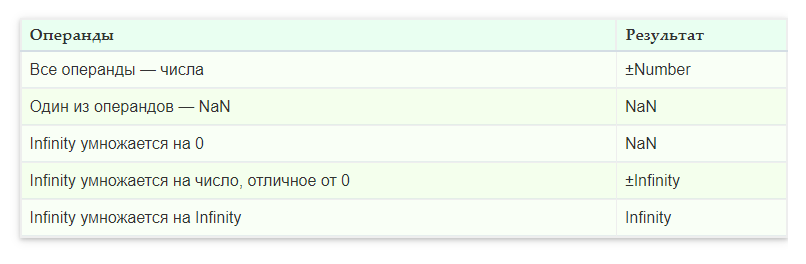 Операнды Результат
Все операнды — числа ±Number
Один из операндов — NaN NaN
Infinity умножается на 0 NaN
Infinity умножается на число, отличное от 0 ±Infinity
Infinity умножается на Infinity Infinity